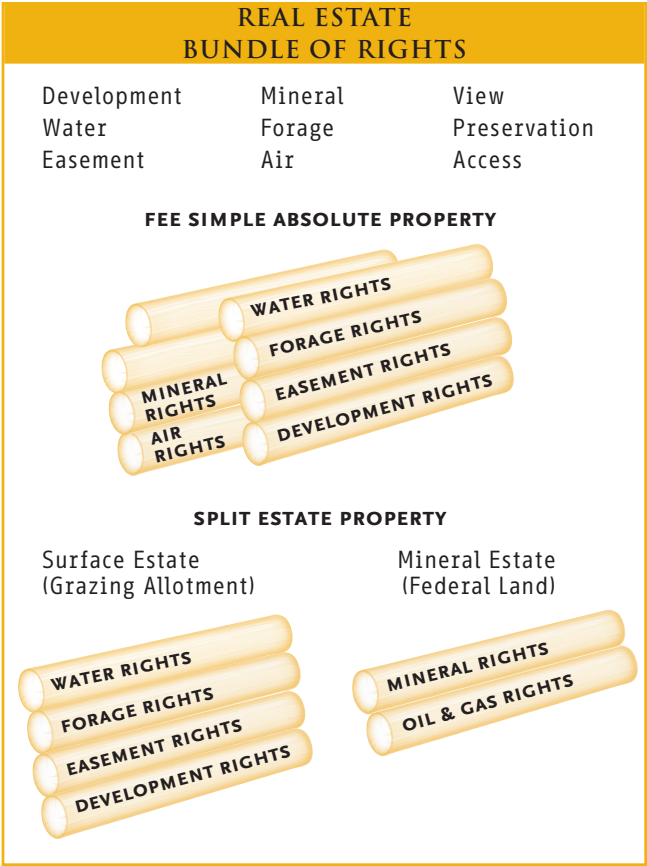 REAL ESTATE
BUNDLE OF RIGHTS
Development Mineral View
Water Forage Preservation
Easement Air Access
FEE SIMPLE ABSOLUTE PROPERTY
WATER RIGHTS
FORAGE RIGHTS
MINERAL
RIGHTS
EASEMENT RIGHTS
AIR
RIGHTS
DEVELOPMENT RIGHTS
SPLIT ESTATE PROPERTY
Surface Estate
(Grazing Allotment)
Mineral Estate
(Federal Land)
WATER RIGHTS
FORAGE RIGHTS
EASEMENT RIGHTS
DEVELOPMENT RIGHTS
MINERAL RIGHTS
OIL & GAS RIGHTS